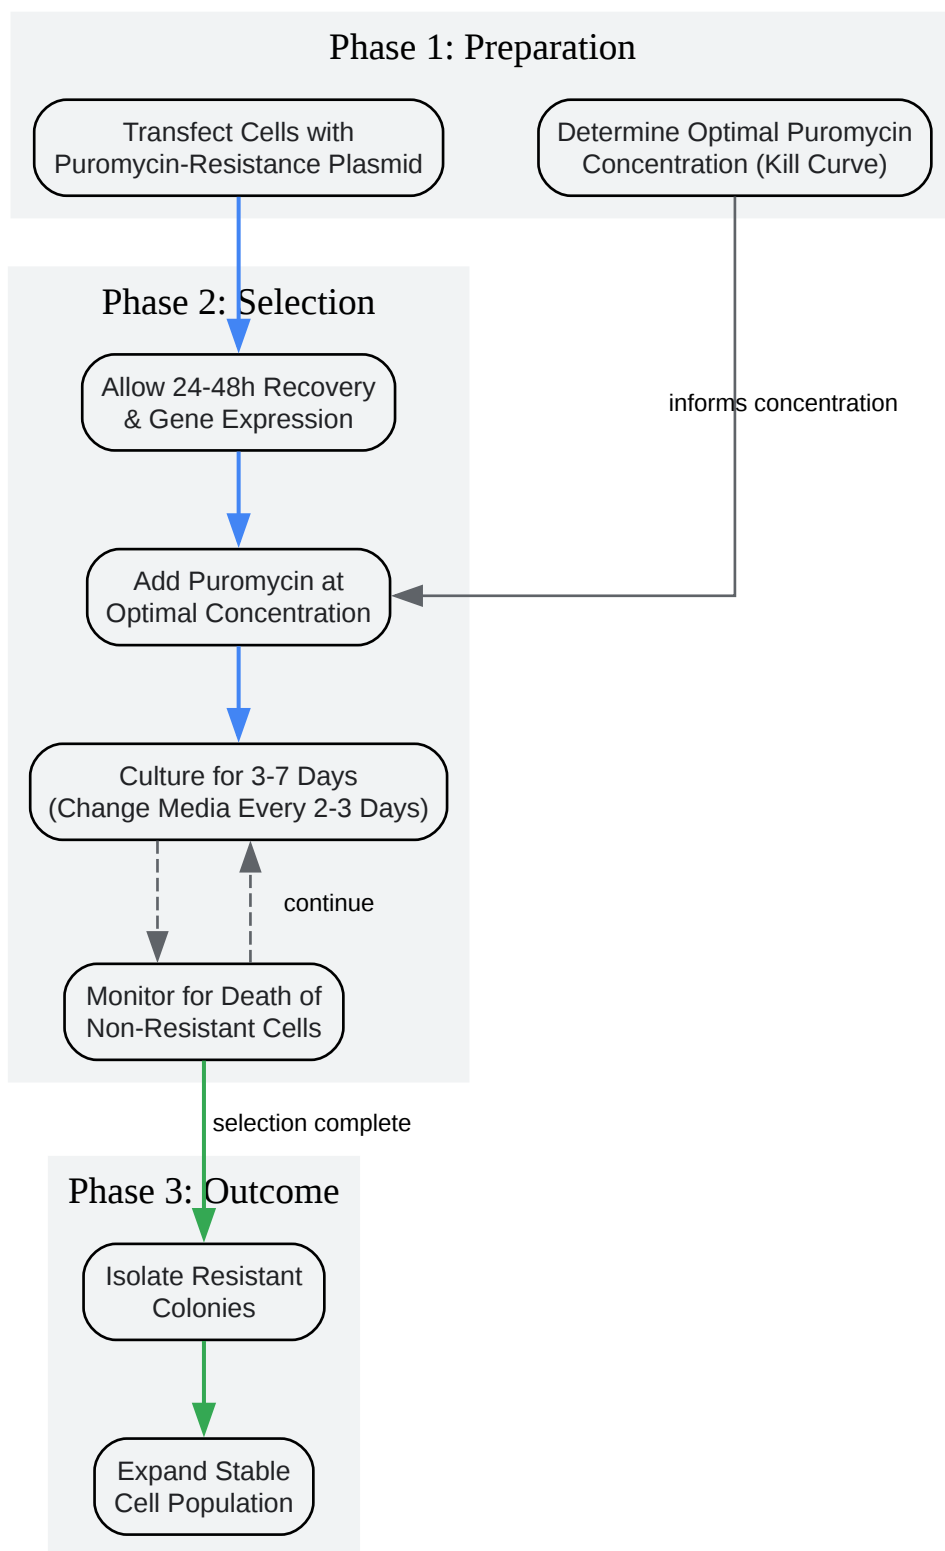 Phase 1: Preparation
Transfect Cells with
Puromycin-Resistance Plasmid
Determine Optimal Puromycin
Concentration (Kill Curve)
Phase 2: Selection
Allow 24-48h Recovery
& Gene Expression
informs concentration
Add Puromycin at
Optimal Concentration
Culture for 3-7 Days
(Change Media Every 2-3 Days)
continue
Monitor for Death of
Non-Resistant Cells
selection complete
Phase 3: Outcome
Isolate Resistant
Colonies
Expand Stable
Cell Population